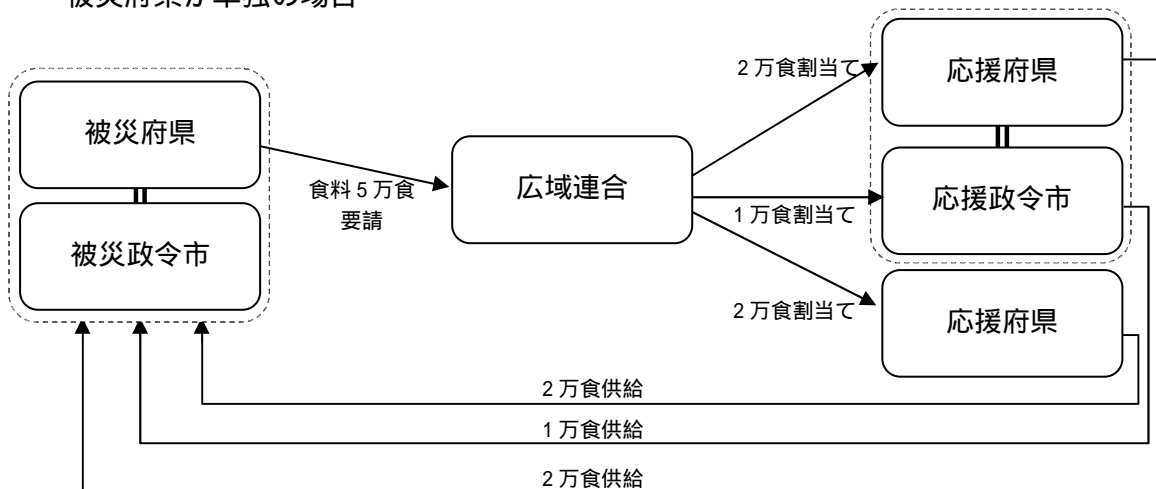 被災府県が単独の場合
被災府県
被災政令市
食料5万食
要請
広域連合
2万食割当て
1万食割当て
2万食割当て
応援府県
応援政令市
応援府県
2万食供給
1万食供給
2万食供給